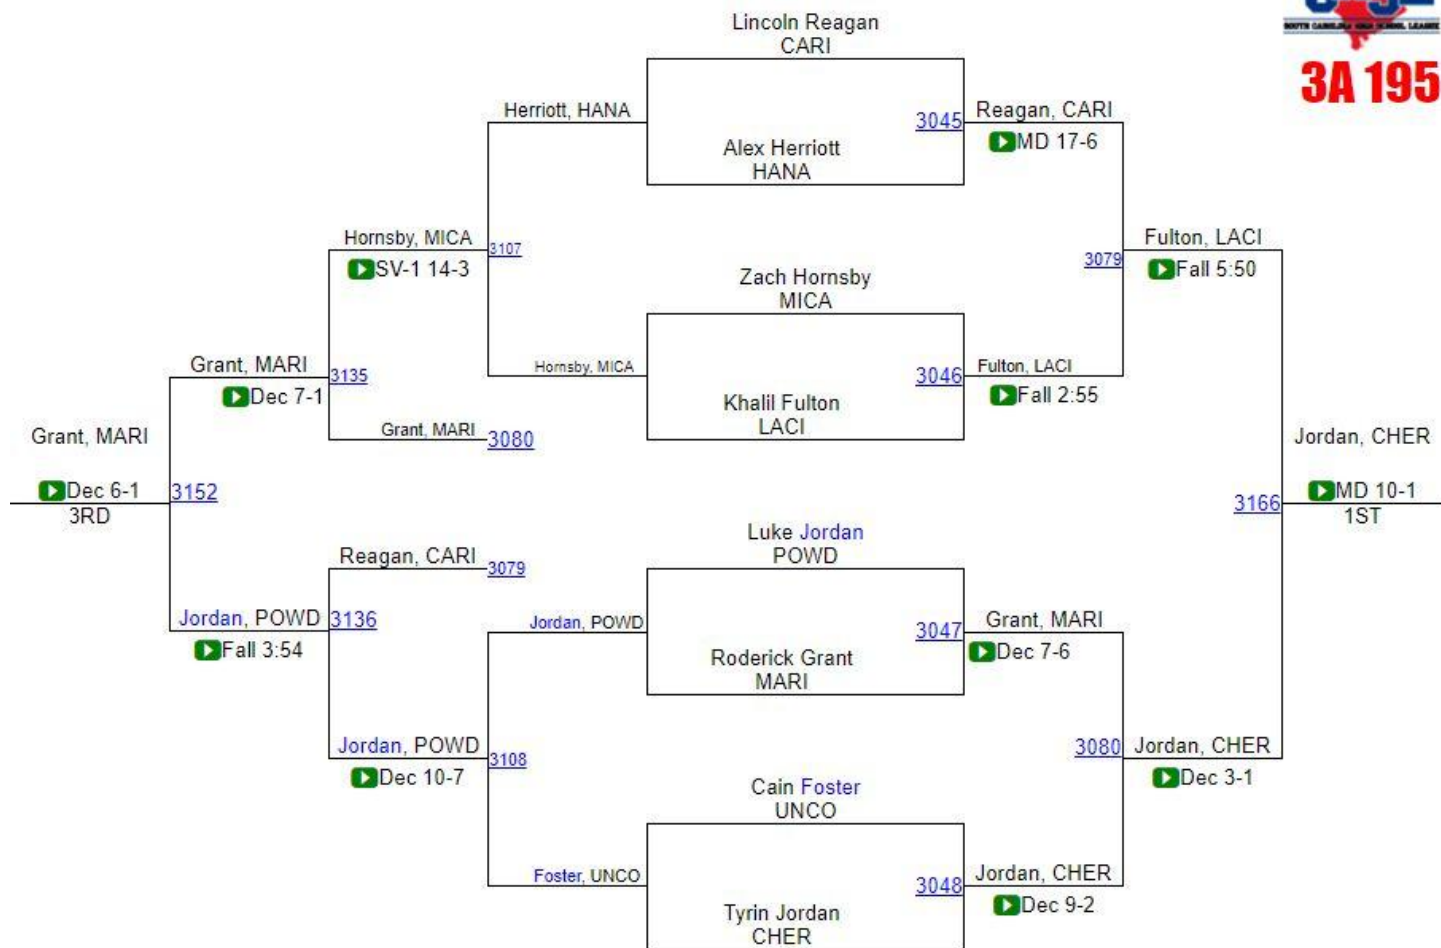 SOUTH CAROLINA HIGH SCHOOL LEAGUE
3A 195
Lincoln Reagan
CARI
Herriott, HANA
3045
Reagan, CARI
MD 17-6
Alex Herriott
HANA
Hornsby, MICA
SV-1 14-3
3107
Zach Hornsby
MICA
3079
Fulton, LACI
Fall 5:50
Grant, MARI
Dec 7-1
3135
Hornsby, MICA
3046
Fulton, LACI
Fall 2:55
Khalil Fulton
LACI
Grant, MARI
3080
Grant, MARI
Dec 6-1
3RD
3152
Jordan, CHER
MD 10-1
1ST
3166
Reagan, CARI
3079
Luke Jordan
POWD
Jordan, POWD
Fall 3:54
3136
Jordan, POWD
3047
Grant, MARI
Dec 7-6
Roderick Grant
MARI
Jordan, POWD
Dec 10-7
3108
3080
Jordan, CHER
Dec 3-1
Cain Foster
UNCO
Foster, UNCO
3048
Jordan, CHER
Dec 9-2
Tyrin Jordan
CHER